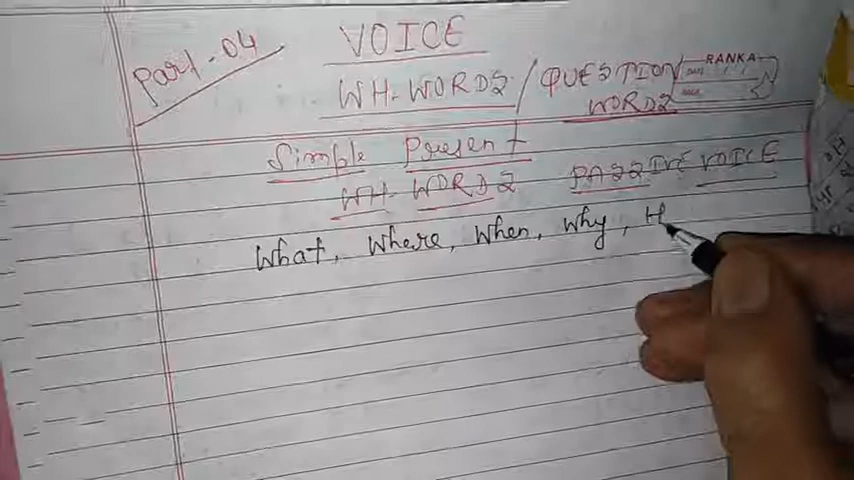 VOICE
Part-04
WH-WORDS / QUESTION WORDS
RANKA
Simple Present
WH-WORDS PASSIVE VOICE
What, where, when, why, H